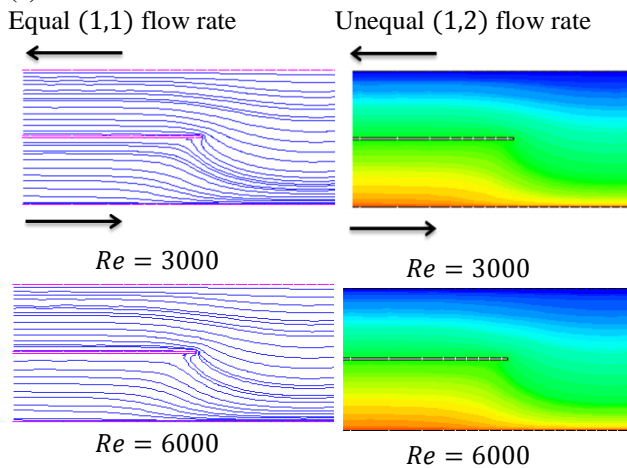 Equal (1,1) flow rate
Unequal (1,2) flow rate
Re = 3000
Re = 3000
Re = 6000
Re = 6000